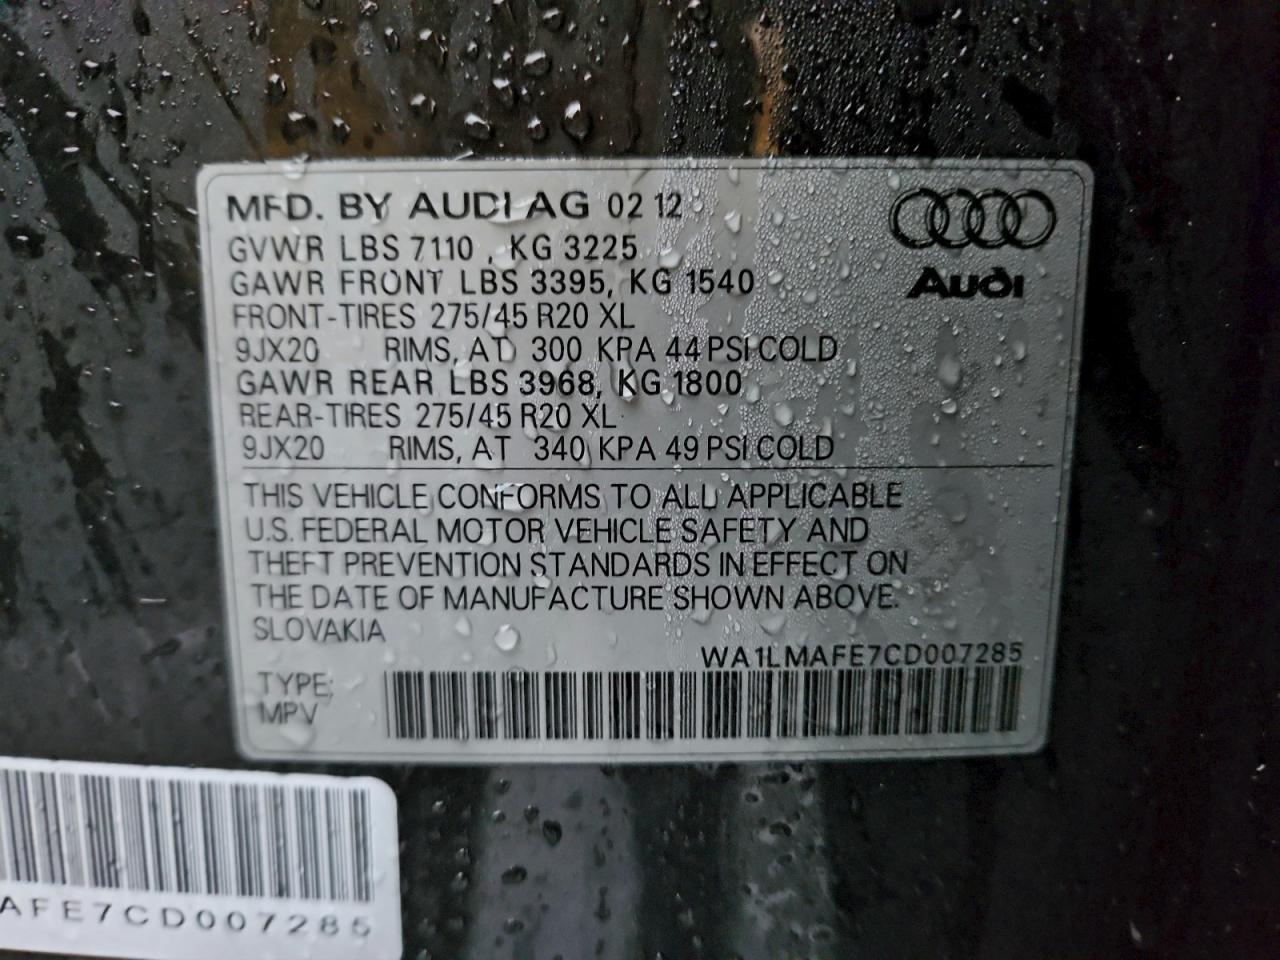 MFD. BY AUDI AG 02 12
GVWR LBS 7110 , KG 3225
GAWR FRONT LBS 3395, KG 1540
FRONT-TIRES 275/45 R20 XL
9JX20 RIMS, AT 300 KPA 44 PSI COLD
GAWR REAR LBS 3968, KG 1800
REAR-TIRES 275/45 R20 XL
9JX20 RIMS, AT 340 KPA 49 PSI COLD
Audi
THIS VEHICLE CONFORMS TO ALL APPLICABLE
U.S. FEDERAL MOTOR VEHICLE SAFETY AND
THEFT PREVENTION STANDARDS IN EFFECT ON
THE DATE OF MANUFACTURE SHOWN ABOVE.
SLOVAKIA
WA1LMAFE7CD007285
TYPE:
MPV
AFE7CD007285